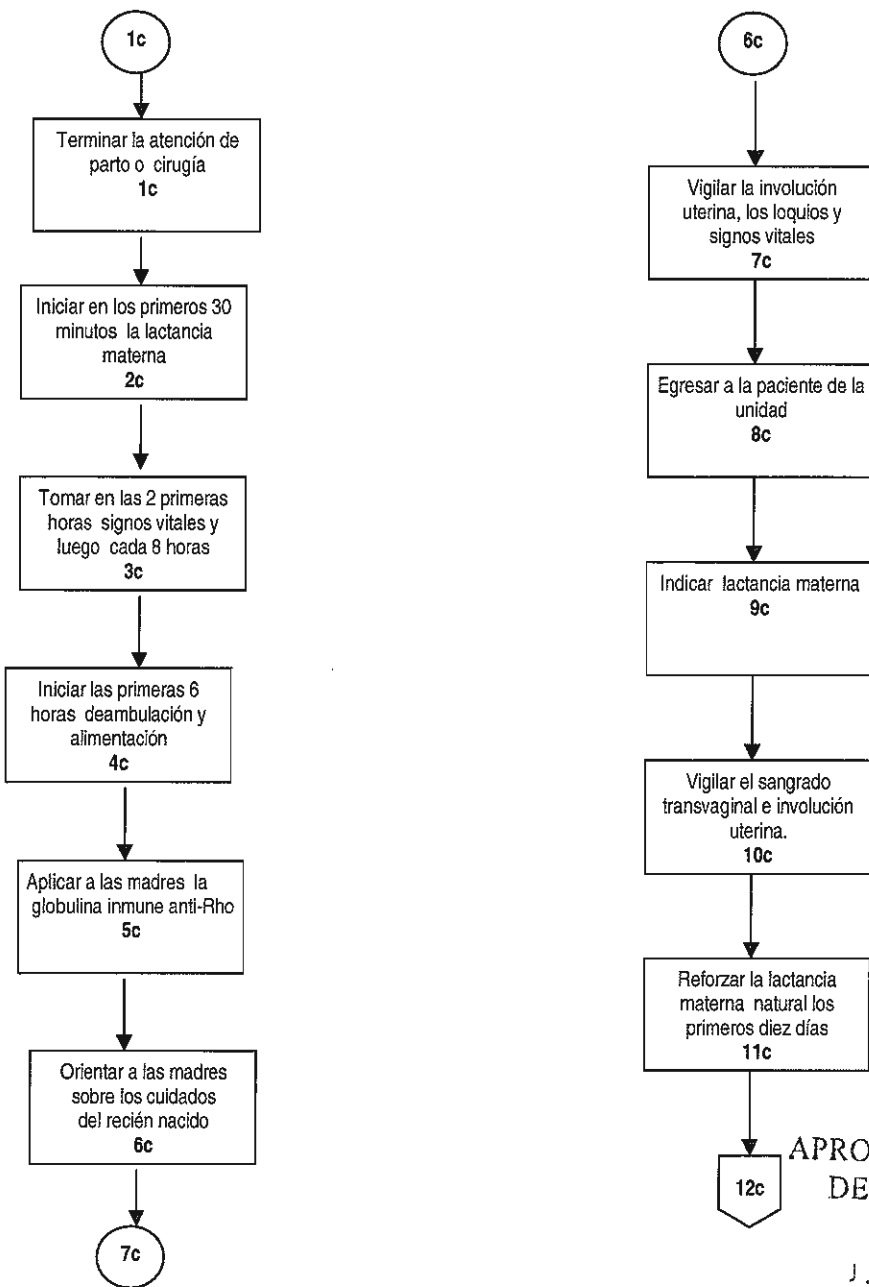 1c
Terminar la atención de
parto o cirugía
1c
Iniciar en los primeros 30
minutos la lactancia
materna
2c
Tomar en las 2 primeras
horas signos vitales y
luego cada 8 horas
3c
Iniciar las primeras 6
horas deambulación y
alimentación
4c
Aplicar a las madres la
globulina inmune anti-Rho
5c
Orientar a las madres
sobre los cuidados
del recién nacido
6c
7c
6c
Vigilar la involución
uterina, los loquios y
signos vitales
7c
Egresar a la paciente de la
unidad
8c
Indicar lactancia materna
9c
Vigilar el sangrado
transvaginal e involución
uterina.
10c
Reforzar la lactancia
materna natural los
primeros diez días
11c
12c
APRO
DE
J.